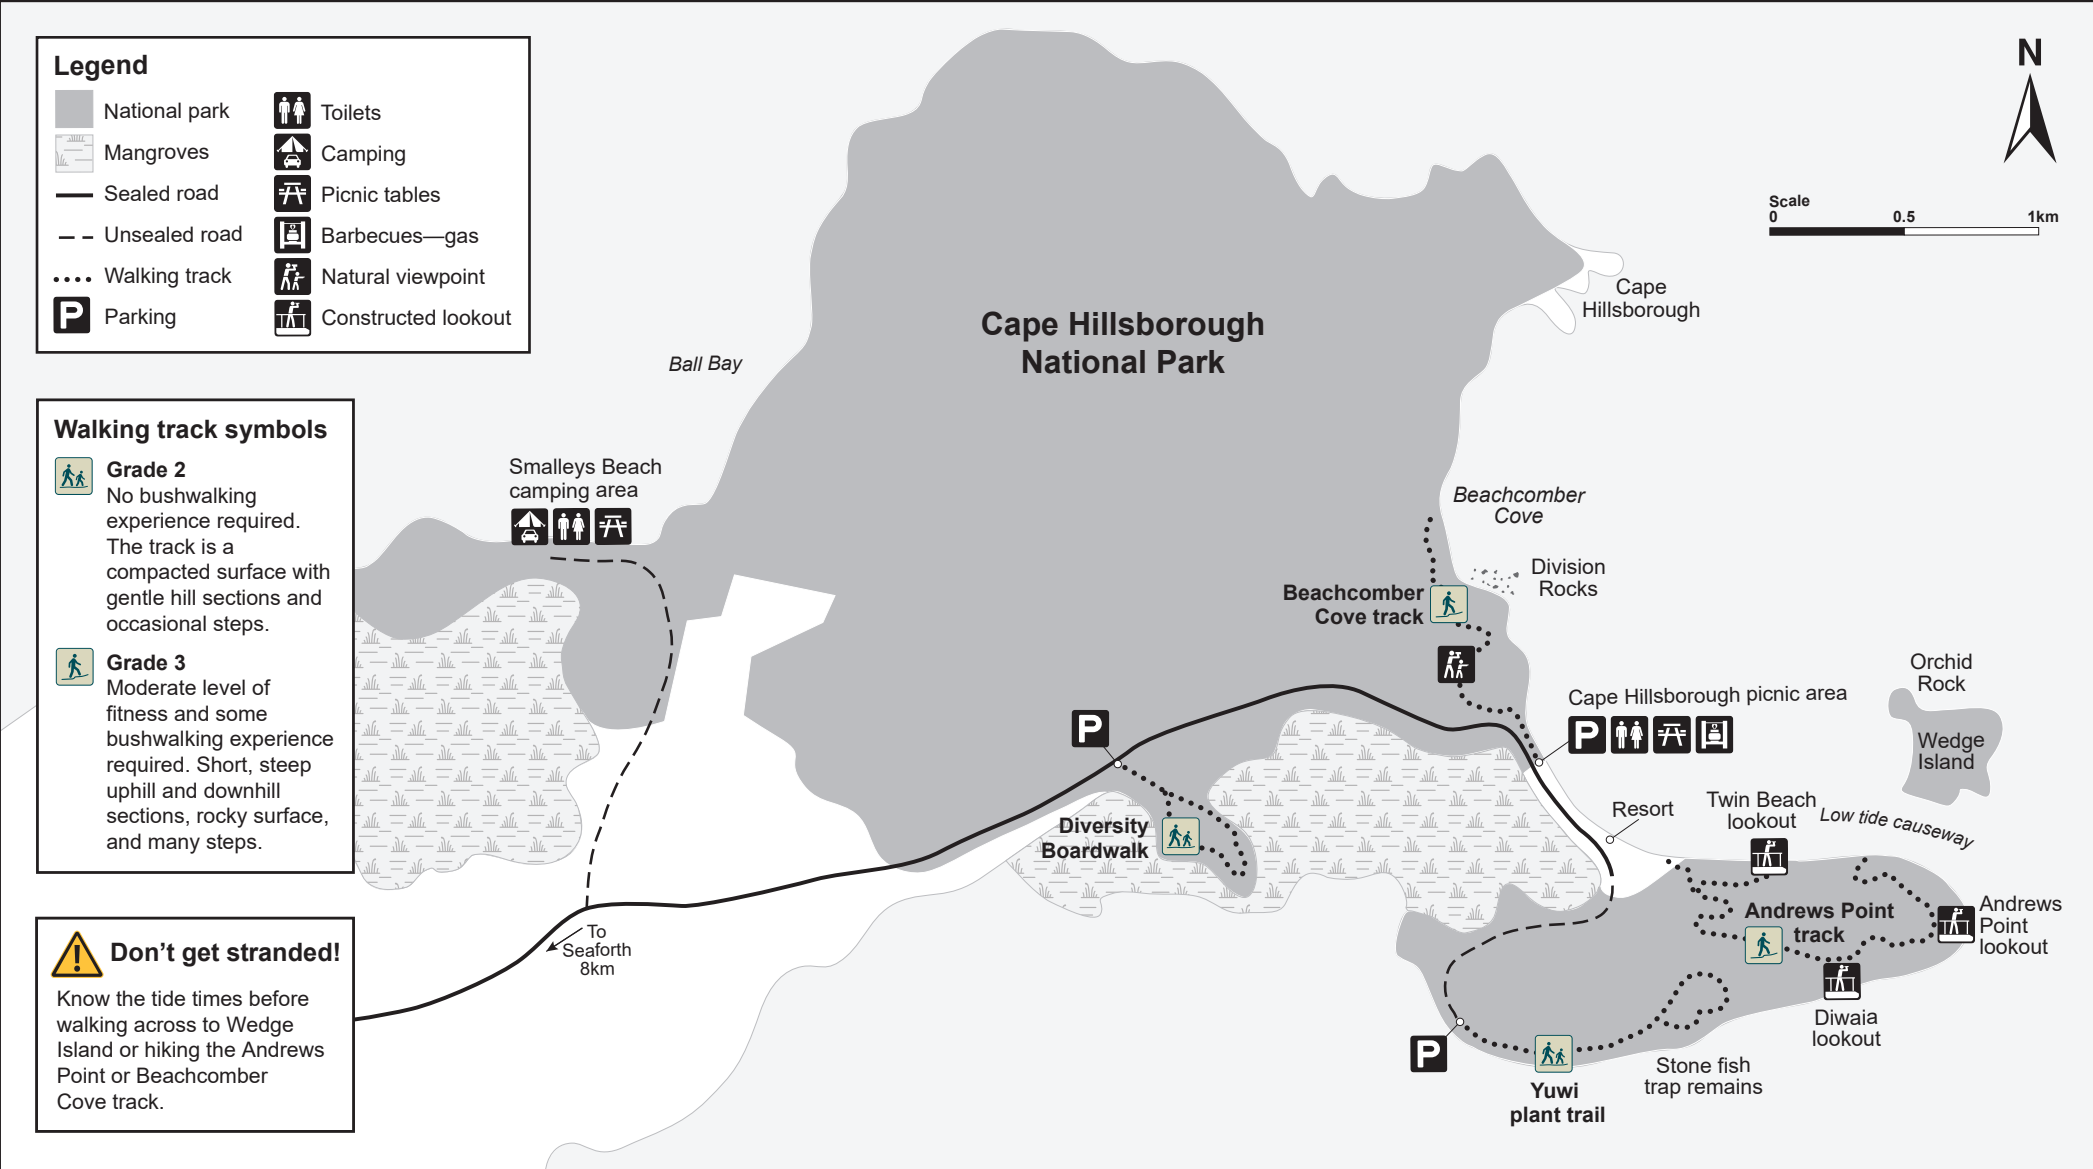 Legend
National park
Mangroves
Sealed road
Unsealed road
Walking track
P
Parking
Toilets
Camping
Picnic tables
Barbecues—gas
Natural viewpoint
Constructed lookout
Walking track symbols
Grade 2
No bushwalking
experience required.
The track is a
compacted surface with
gentle hill sections and
occasional steps.
Grade 3
Moderate level of
fitness and some
bushwalking experience
required. Short, steep
uphill and downhill
sections, rocky surface,
and many steps.
Don't get stranded!
Know the tide times before
walking across to Wedge
Island or hiking the Andrews
Point or Beachcomber
Cove track.
N
Scale
0 0.5 1km
Cape Hillsborough
National Park
Cape
Hillsborough
Ball Bay
Smalleys Beach
camping area
Beachcomber
Cove
Division
Rocks
Beachcomber
Cove track
Orchid
Rock
Wedge
Island
Cape Hillsborough picnic area
P
P
Resort
Twin Beach
lookout
Low tide causeway
Diversity
Boardwalk
Andrews Point
track
Andrews
Point
lookout
To
Seaforth
8km
Diwaia
lookout
P
Stone fish
trap remains
Yuwi
plant trail